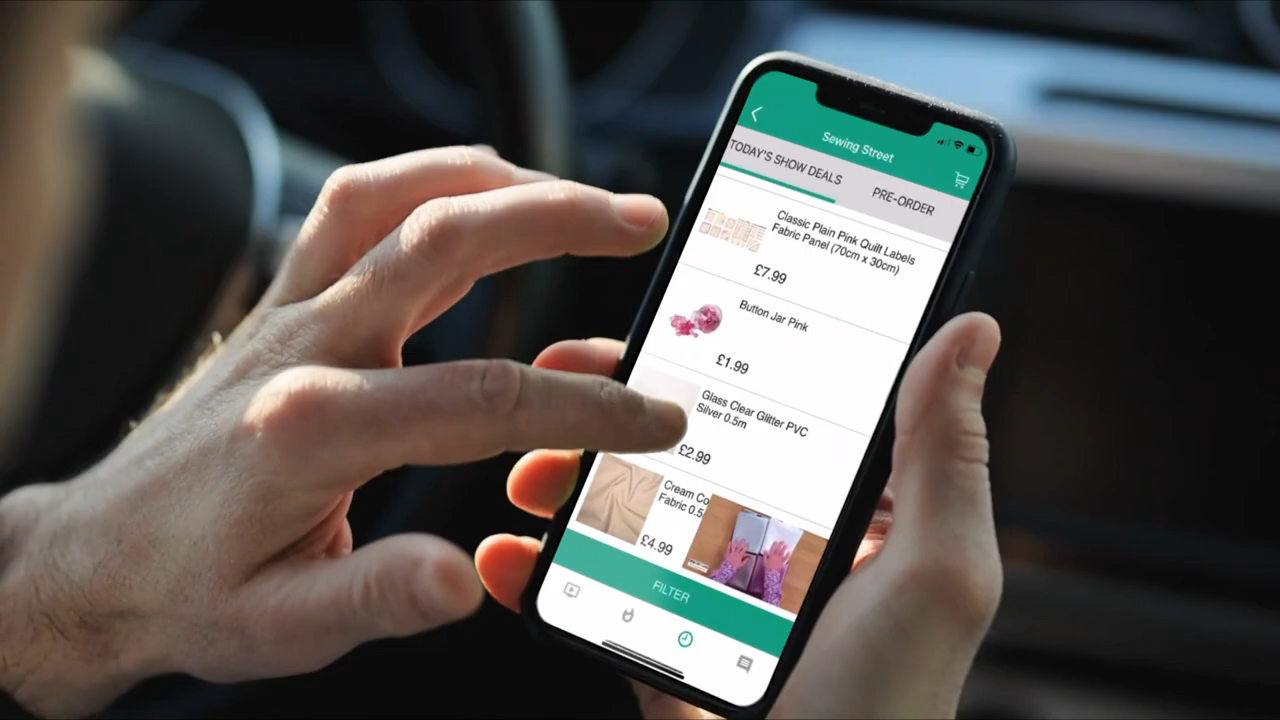 Sewing Street
TODAY'S SHOW DEALS
PRE-ORDER
Classic Plain Pink Quilt Labels
Fabric Panel (70cm x 30cm)
£7.99
Button Jar Pink
£1.99
Glass Clear Glitter PVC
Silver 0.5m
£2.99
Cream Co
Fabric 0.5
£4.99
FILTER